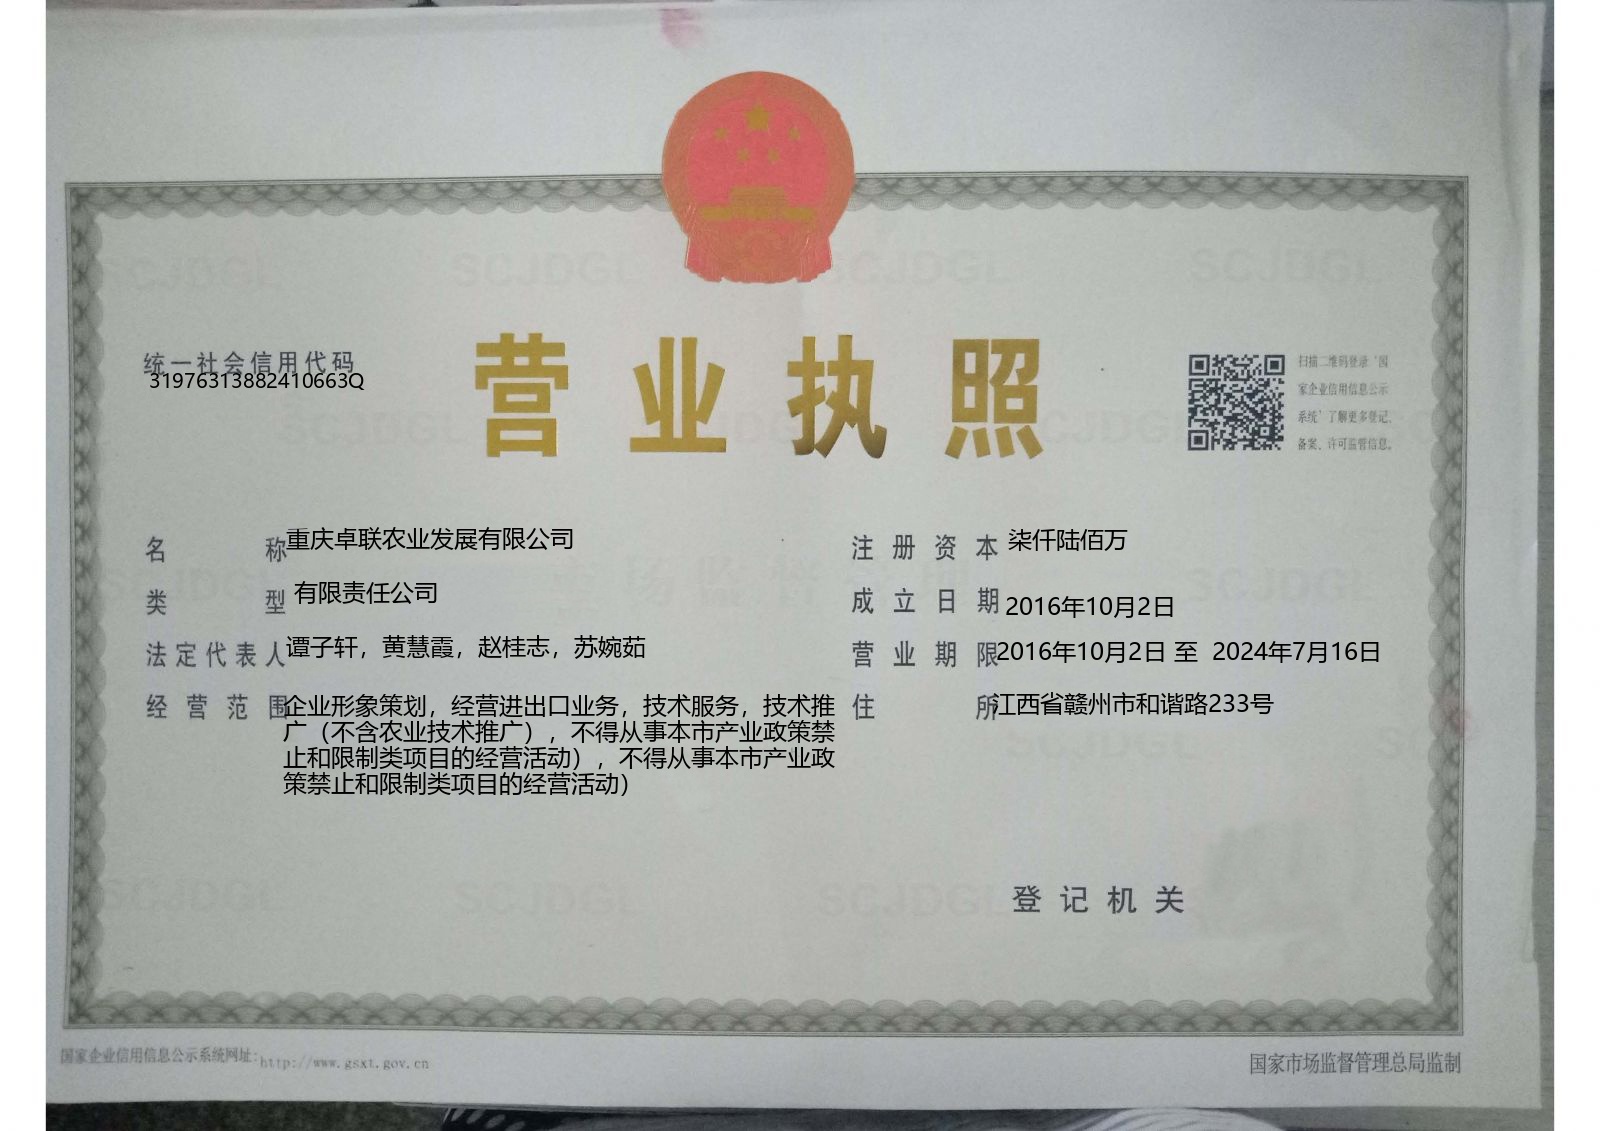 统一社会信用代码
31976313882410663Q
营业执照
扫描二维码登录‘国
家企业信用信息公示
系统’了解更多登记、
备案、许可监管信息。
名称 重庆卓联农业发展有限公司
类型 有限责任公司
法定代表人 谭子轩，黄慧霞，赵桂志，苏婉茹
经营范围 企业形象策划，经营进出口业务，技术服务，技术推
广（不含农业技术推广），不得从事本市产业政策禁
止和限制类项目的经营活动），不得从事本市产业政
策禁止和限制类项目的经营活动）
注册资本 柒仟陆佰万
成立日期 2016年10月2日
营业期限 2016年10月2日 至 2024年7月16日
住所 江西省赣州市和谐路233号
登记机关
国家企业信用信息公示系统网址：http://www.gsxt.gov.cn
国家市场监督管理总局监制